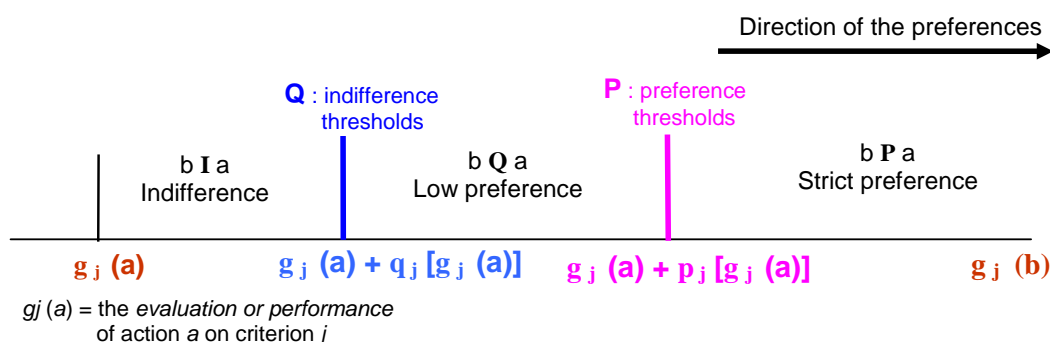 Direction of the preferences
Q : indifference
thresholds
P : preference
thresholds
b I a
Indifference
b Q a
Low preference
b P a
Strict preference
g j (a)
g j (a) + q j [g j (a)]
g j (a) + p j [g j (a)]
g j (b)
gj (a) = the evaluation or performance
of action a on criterion j